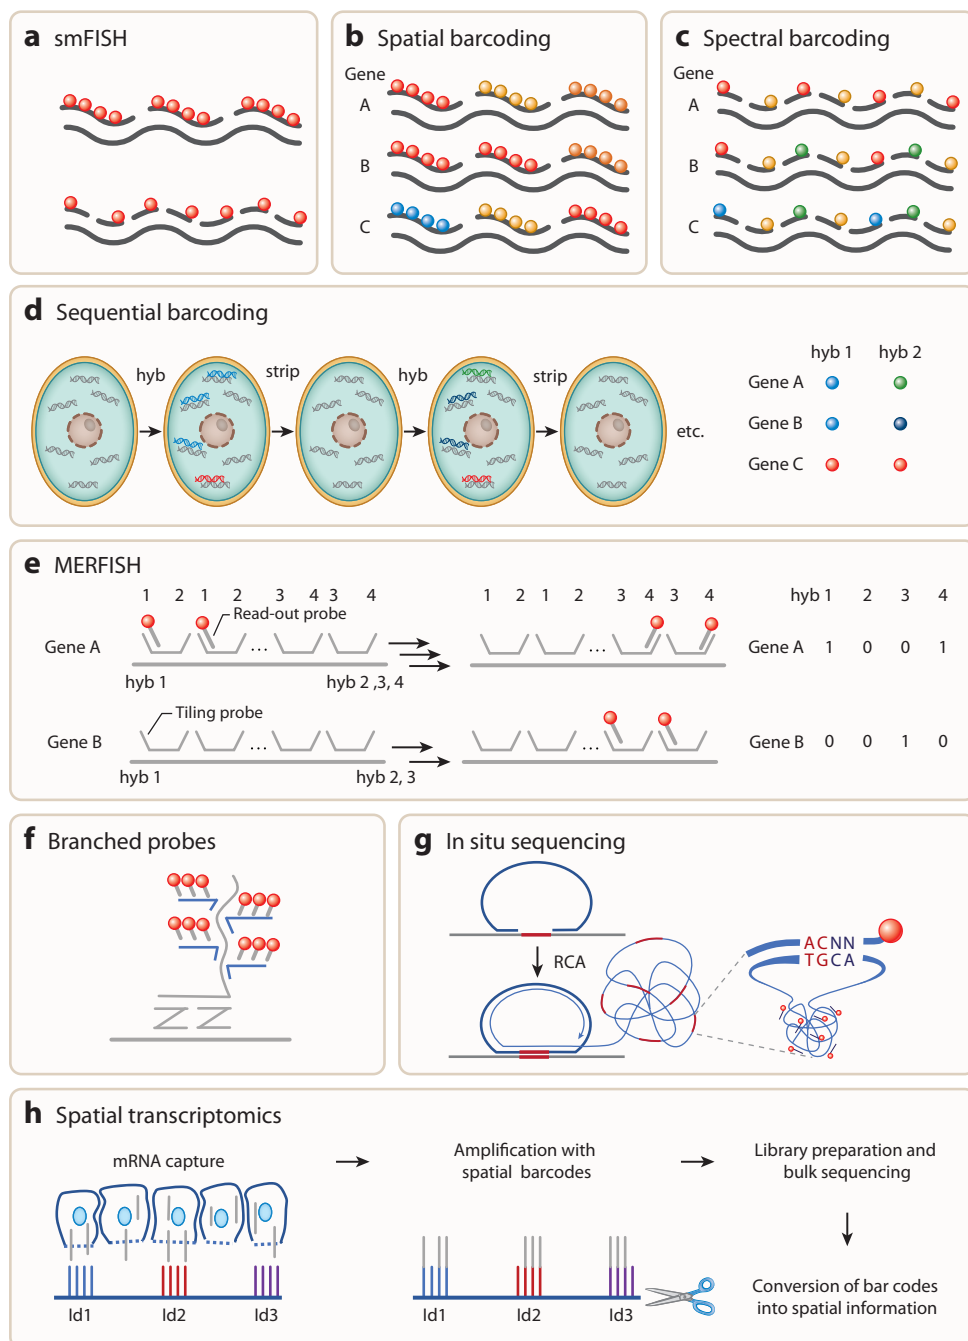 a smFISH
b Spatial barcoding
Gene
A
B
C
c Spectral barcoding
Gene
A
B
C
d Sequential barcoding
hyb
strip
hyb
strip
etc.
hyb 1 hyb 2
Gene A
Gene B
Gene C
e MERFISH
1 2 1 2 3 4 3 4
Read-out probe
Gene A
...
hyb 1
hyb 2 ,3, 4
1 2 1 2 3 4 3 4
...
hyb 1 2 3 4
Gene A 1 0 0 1
Tiling probe
Gene B
...
hyb 1
hyb 2, 3
...
Gene B 0 0 1 0
f Branched probes
g In situ sequencing
RCA
ACNN
TGCA
h Spatial transcriptomics
mRNA capture
Id1 Id2 Id3
Amplification with
spatial barcodes
Id1 Id2 Id3
Library preparation and
bulk sequencing
Conversion of bar codes
into spatial information